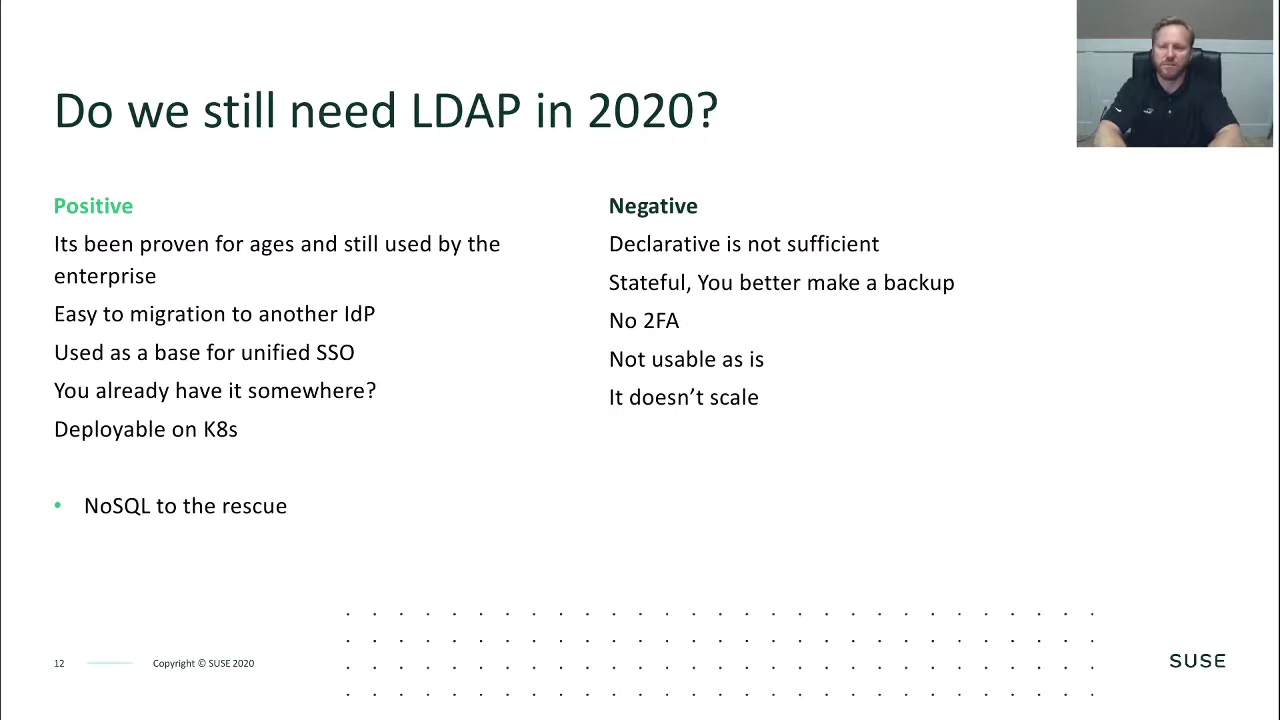 Do we still need LDAP in 2020?
Positive
Its been proven for ages and still used by the
enterprise
Easy to migration to another IdP
Used as a base for unified SSO
You already have it somewhere?
Deployable on K8s
• NoSQL to the rescue
Negative
Declarative is not sufficient
Stateful, You better make a backup
No 2FA
Not usable as is
It doesn’t scale
12
Copyright © SUSE 2020
SUSE